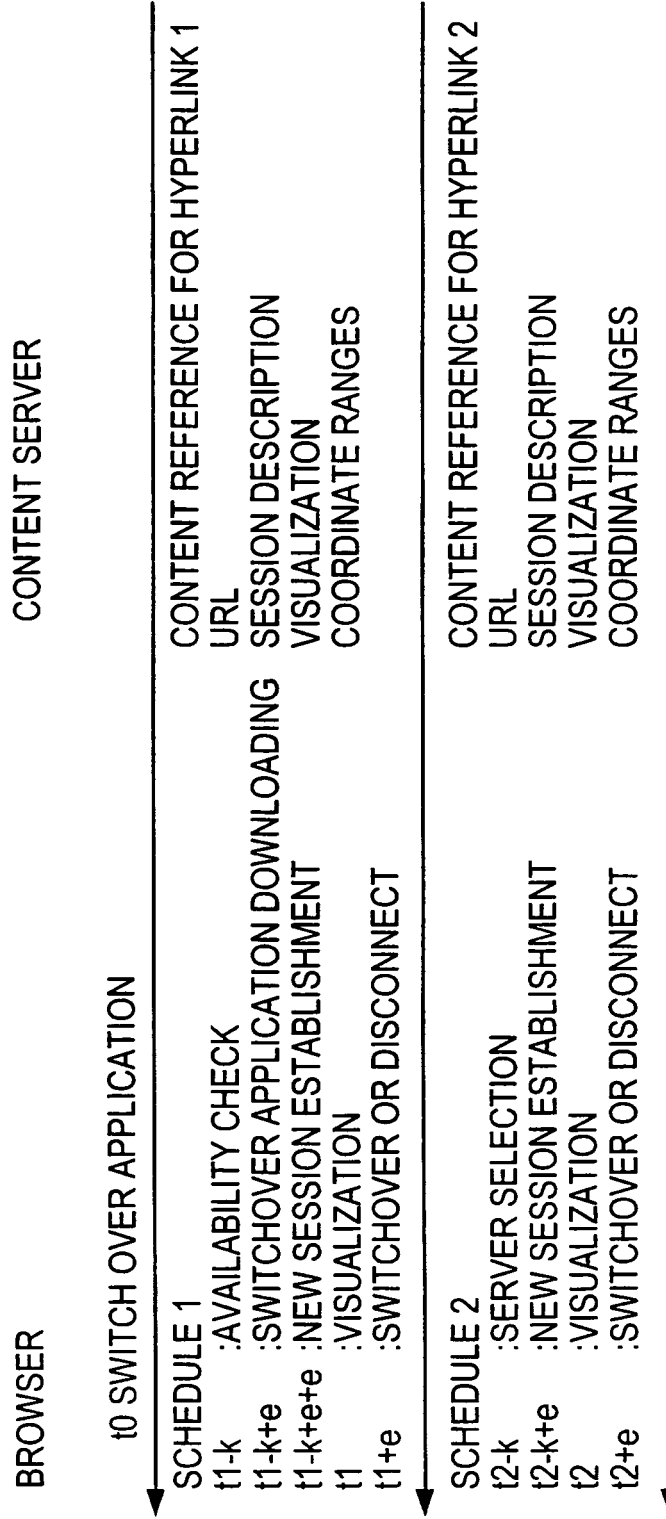 BROWSER
CONTENT SERVER
t0 SWITCH OVER APPLICATION
SCHEDULE 1
t1-k :AVAILABILITY CHECK
t1-k+e :SWITCHOVER APPLICATION DOWNLOADING
t1-k+e+e :NEW SESSION ESTABLISHMENT
t1 :VISUALIZATION
t1+e :SWITCHOVER OR DISCONNECT
CONTENT REFERENCE FOR HYPERLINK 1
URL
SESSION DESCRIPTION
VISUALIZATION
COORDINATE RANGES
SCHEDULE 2
t2-k :SERVER SELECTION
t2-k+e :NEW SESSION ESTABLISHMENT
t2 :VISUALIZATION
t2+e :SWITCHOVER OR DISCONNECT
CONTENT REFERENCE FOR HYPERLINK 2
URL
SESSION DESCRIPTION
VISUALIZATION
COORDINATE RANGES